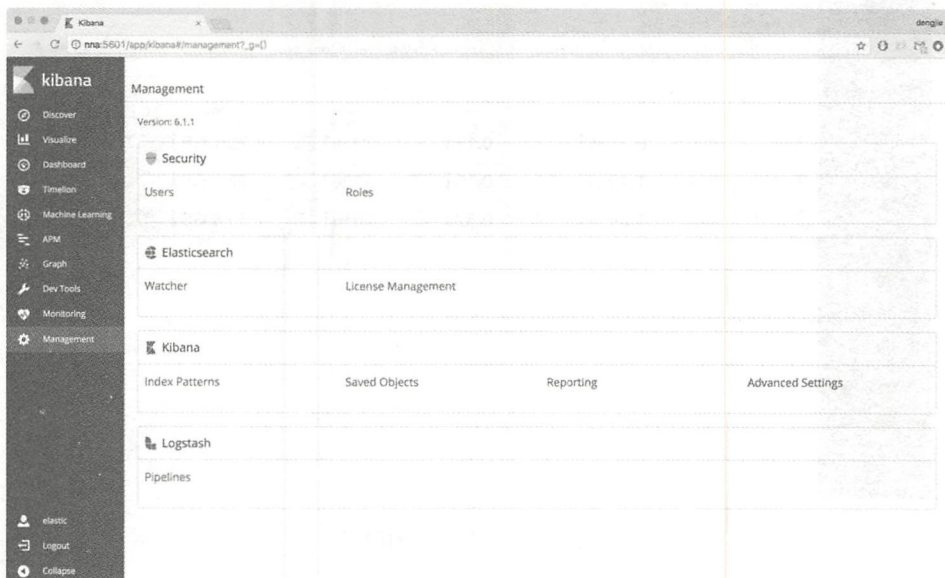 Kibana
dengjie
nna:5601/app/kibana#/management?_g=()
kibana
Discover
Visualize
Dashboard
Timelion
Machine Learning
APM
Graph
Dev Tools
Monitoring
Management
elastic
Logout
Collapse
Management
Version: 6.1.1
Security
Users Roles
Elasticsearch
Watcher License Management
Kibana
Index Patterns Saved Objects Reporting Advanced Settings
Logstash
Pipelines